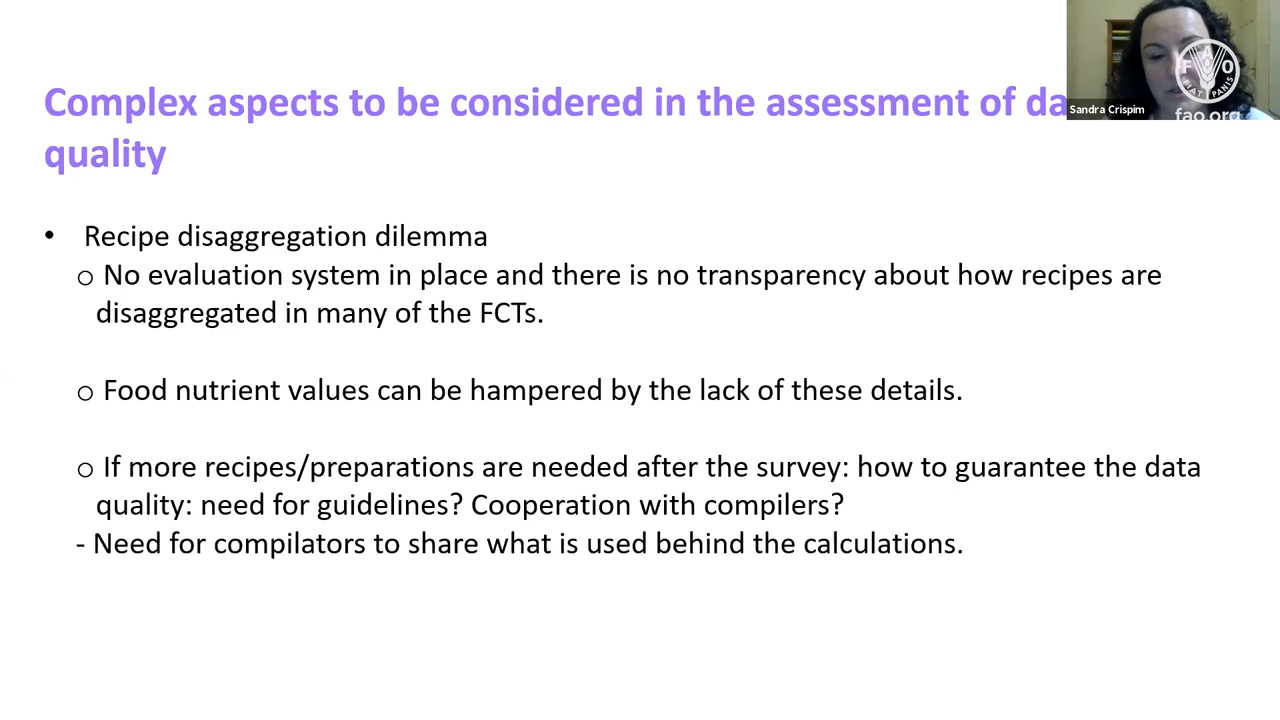 Complex aspects to be considered in the assessment of da
quality
• Recipe disaggregation dilemma
o No evaluation system in place and there is no transparency about how recipes are
disaggregated in many of the FCTs.
o Food nutrient values can be hampered by the lack of these details.
o If more recipes/preparations are needed after the survey: how to guarantee the data
quality: need for guidelines? Cooperation with compilers?
- Need for compilators to share what is used behind the calculations.
Sandra Crispim
FAO
FIAT PANIS
fao.org